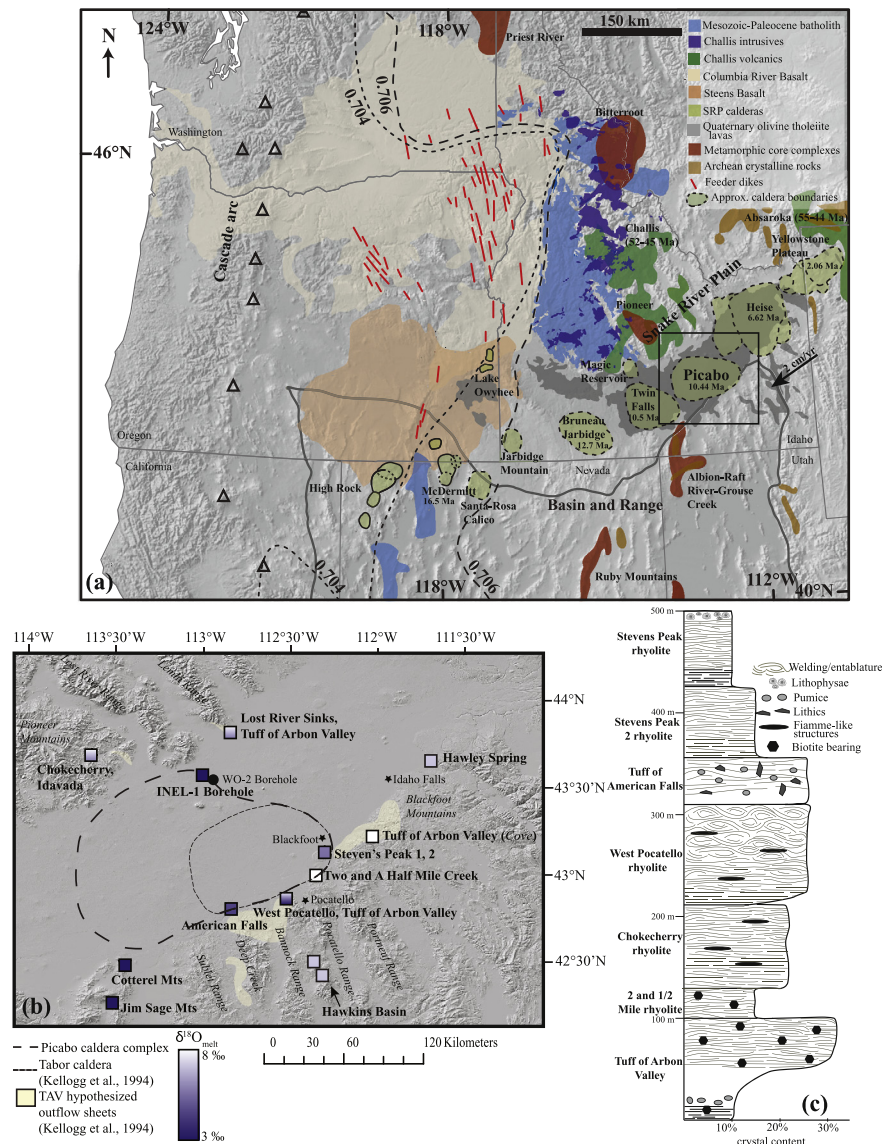 124°W
118°W
N
Priest River
150 km
Mesozoic-Paleocene batholith
Challis intrusives
Challis volcanics
Columbia River Basalt
Steens Basalt
SRP calderas
Quaternary olivine tholeiite
lavas
Metamorphic core complexes
Archean crystalline rocks
Feeder dikes
Approx. caldera boundaries
0.704
0.706
Washington
Bitterroot
46°N
Cascade arc
Challis
(52-45 Ma)
Absaroka (55-44 Ma)
Yellowstone
Plateau
2.06 Ma
Snake River Plain
Heise
6.62 Ma
Pioneer
2 cm/yr
Magic
Reservoir
Picabo
10.44 Ma
Lake
Owyhee
Twin
Falls
10.5 Ma
Bruneau
Jarbidge
12.7 Ma
Oregon
California
Idaho
Utah
Nevada
Jarbidge
Mountain
High Rock
McDermitt
16.5 Ma
Santa-Rosa
Calico
Basin and Range
Albion-Raft
River-Grouse
Creek
0.704
0.706
Ruby Mountains
(a)
118°W
112°W
40°N
114°W
113°30'W
113°W
112°30'W
112°W
111°30'W
Lost River Rng
Lemhi Rng
44°N
Pioneer
Mountains
Lost River Sinks,
Tuff of Arbon Valley
Chokecherry,
Idavada
Hawley Spring
WO-2 Borehole
INEL-1 Borehole
Idaho Falls
43°30'N
Blackfoot
Mountains
Blackfoot
Tuff of Arbon Valley (Cove)
Steven's Peak 1, 2
Two and A Half Mile Creek
43°N
Pocatello
West Pocatello, Tuff of Arbon Valley
American Falls
Bannock Range
Pocatello Range
Portneuf Range
Deep Creek
Sublet Range
42°30'N
Cotterel Mts
Jim Sage Mts
Hawkins Basin
(b)
δ18O melt
8 ‰
3 ‰
Picabo caldera complex
Tabor caldera
(Kellogg et al., 1994)
TAV hypothesized
outflow sheets
(Kellogg et al., 1994)
0 30 60 120 Kilometers
500 m
Stevens Peak
rhyolite
Welding/entablature
Lithophysae
Pumice
Lithics
Fiamme-like
structures
Biotite bearing
400 m
Stevens Peak
2 rhyolite
Tuff of
American Falls
300 m
West Pocatello
rhyolite
200 m
Chokecherry
rhyolite
2 and 1/2
Mile rhyolite
100 m
Tuff of Arbon
Valley
(c)
10% 20% 30%
crystal content